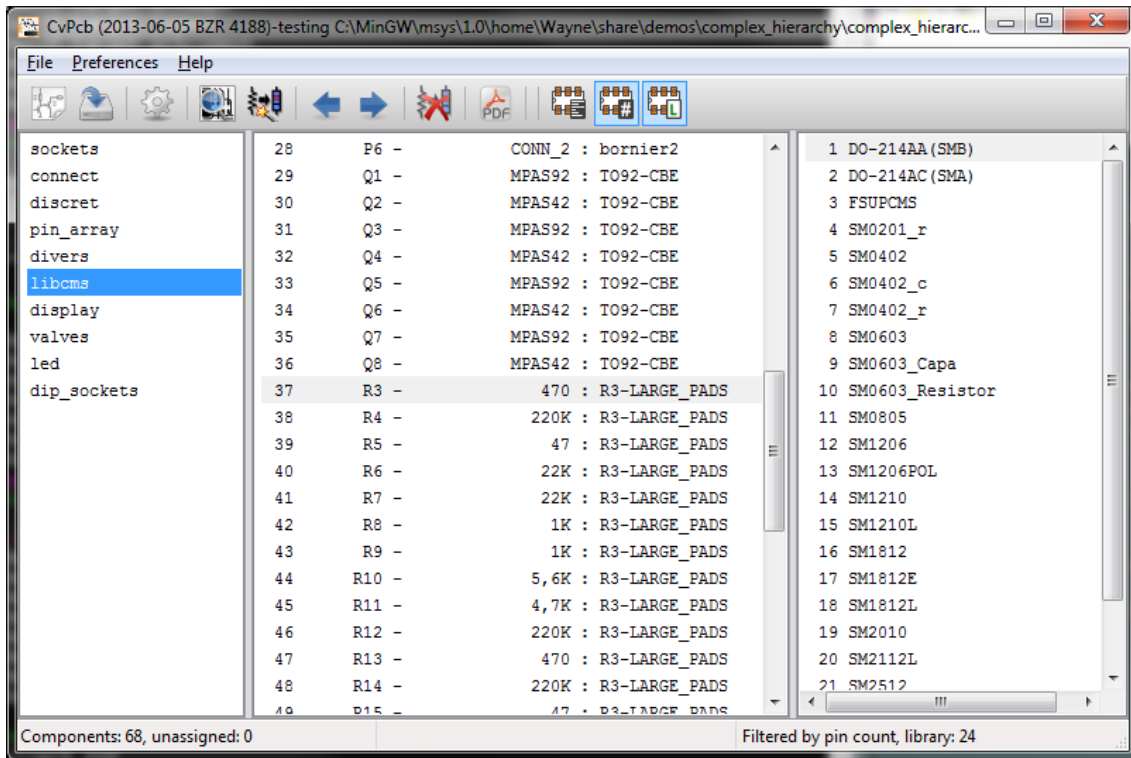 CvPcb (2013-06-05 BZR 4188)-testing C:\MinGW\msys\1.0\home\Wayne\share\demos\complex_hierarchy\complex_hierarc...
File Preferences Help
PDF
#
L
sockets
connect
discret
pin_array
divers
libcms
display
valves
led
dip_sockets
28 P6 - CONN_2 : bornier2
29 Q1 - MPAS92 : TO92-CBE
30 Q2 - MPAS42 : TO92-CBE
31 Q3 - MPAS92 : TO92-CBE
32 Q4 - MPAS42 : TO92-CBE
33 Q5 - MPAS92 : TO92-CBE
34 Q6 - MPAS42 : TO92-CBE
35 Q7 - MPAS92 : TO92-CBE
36 Q8 - MPAS42 : TO92-CBE
37 R3 - 470 : R3-LARGE_PADS
38 R4 - 220K : R3-LARGE_PADS
39 R5 - 47 : R3-LARGE_PADS
40 R6 - 22K : R3-LARGE_PADS
41 R7 - 22K : R3-LARGE_PADS
42 R8 - 1K : R3-LARGE_PADS
43 R9 - 1K : R3-LARGE_PADS
44 R10 - 5,6K : R3-LARGE_PADS
45 R11 - 4,7K : R3-LARGE_PADS
46 R12 - 220K : R3-LARGE_PADS
47 R13 - 470 : R3-LARGE_PADS
48 R14 - 220K : R3-LARGE_PADS
49 R15 - 47 : R3-LARGE_PADS
1 DO-214AA(SMB)
2 DO-214AC(SMA)
3 FSUPCMS
4 SM0201_r
5 SM0402
6 SM0402_c
7 SM0402_r
8 SM0603
9 SM0603_Capa
10 SM0603_Resistor
11 SM0805
12 SM1206
13 SM1206POL
14 SM1210
15 SM1210L
16 SM1812
17 SM1812E
18 SM1812L
19 SM2010
20 SM2112L
21 SM2512
Components: 68, unassigned: 0
Filtered by pin count, library: 24